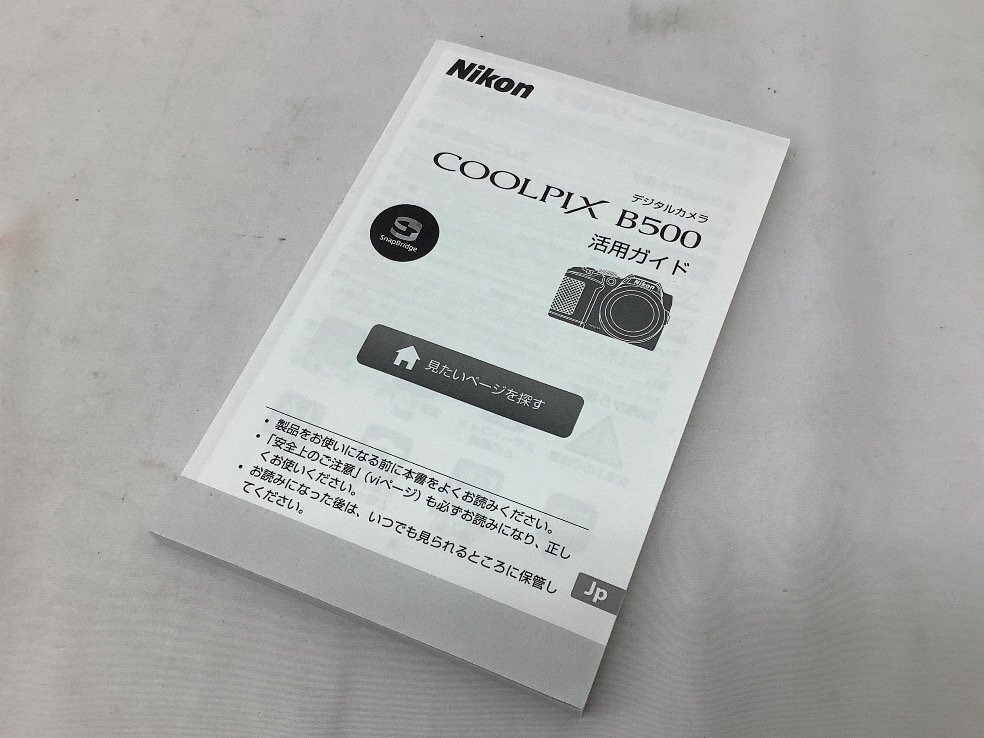 Nikon
デジタルカメラ
COOLPIX B500
活用ガイド
SnapBridge
Nikon
見たいページを探す
• 製品をお使いになる前に本書をよくお読みください。
• 「安全上のご注意」(viページ)も必ずお読みになり、正し
くお使いください。
• お読みになった後は、いつでも見られるところに保管し
てください。
Jp